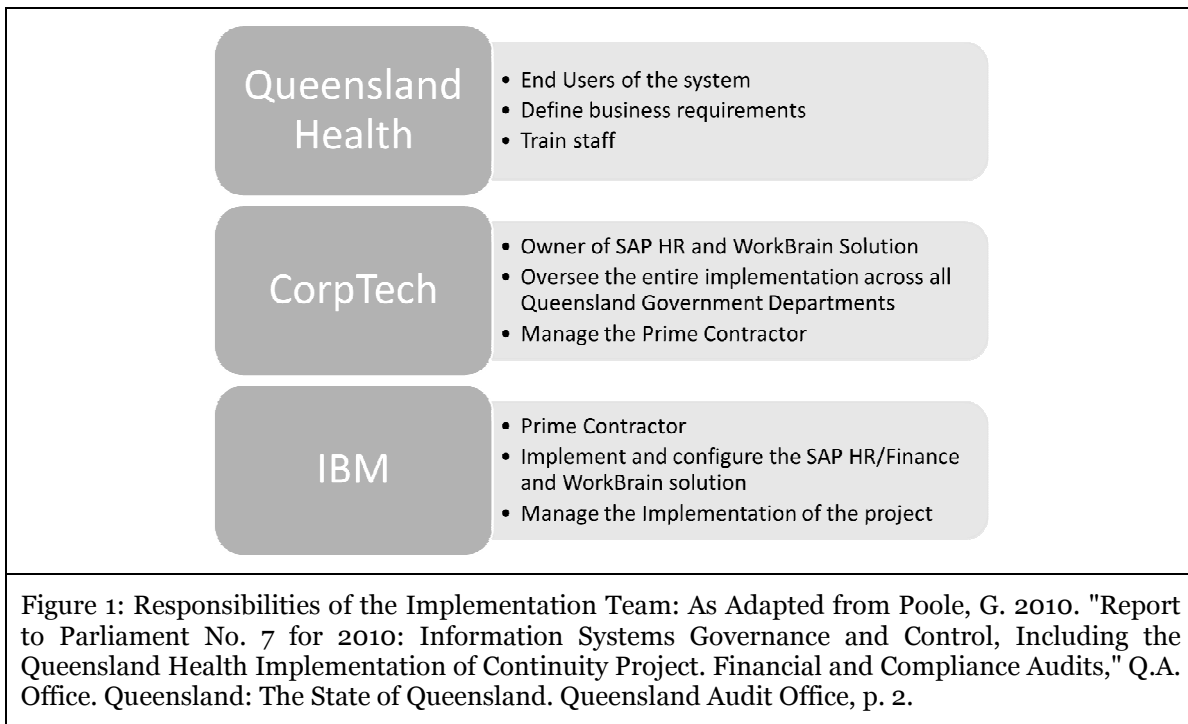 Queensland
Health
• End Users of the system
• Define business requirements
• Train staff
CorpTech
• Owner of SAP HR and WorkBrain Solution
• Oversee the entire implementation across all
Queensland Government Departments
• Manage the Prime Contractor
IBM
• Prime Contractor
• Implement and configure the SAP HR/Finance
and WorkBrain solution
• Manage the Implementation of the project
Figure 1: Responsibilities of the Implementation Team: As Adapted from Poole, G. 2010. "Report
to Parliament No. 7 for 2010: Information Systems Governance and Control, Including the
Queensland Health Implementation of Continuity Project. Financial and Compliance Audits," Q.A.
Office. Queensland: The State of Queensland. Queensland Audit Office, p. 2.